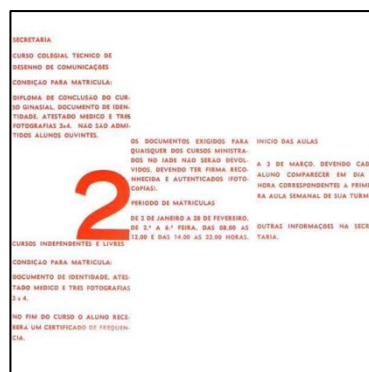 SECRETARIA
CURSO COLEGIAL TECNICO DE
DESENHO DE COMUNICAÇÕES
CONDIÇÃO PARA MATRICULA:
DIPLOMA DE CONCLUSÃO DO CUR-
SO GINASIAL, DOCUMENTO DE IDEN-
TIDADE, ATESTADO MEDICO E TRES
FOTOGRAFIAS 3x4. NÃO SÃO ADMI-
TIDOS ALUNOS OUVINTES.
2
CURSOS INDEPENDENTES E LIVRES
CONDIÇÃO PARA MATRICULA:
DOCUMENTO DE IDENTIDADE, ATES-
TADO MEDICO E TRES FOTOGRAFIAS
3 x 4.
NO FIM DO CURSO O ALUNO RECE-
BERA UM CERTIFICADO DE FREQUEN-
CIA.
OS DOCUMENTOS EXIGIDOS PARA
QUAISQUER DOS CURSOS MINISTRA-
DOS NO IADE NÃO SERÃO DEVOL-
VIDOS, DEVENDO TER FIRMA RECO-
NHECIDA E AUTENTICADOS (FOTO-
COPIAS).
PERIODO DE MATRICULAS
DE 2 DE JANEIRO A 28 DE FEVEREIRO,
DE 2.ª A 6.ª FEIRA, DAS 08,00 AS
12,00 E DAS 14,00 AS 22,00 HORAS.
INICIO DAS AULAS
A 3 DE MARÇO, DEVENDO CAD
ALUNO COMPARECER EM DIA
HORA CORRESPONDENTES A PRIME
RA AULA SEMANAL DE SUA TURM
OUTRAS INFORMAÇÕES NA SECR
TARIA.